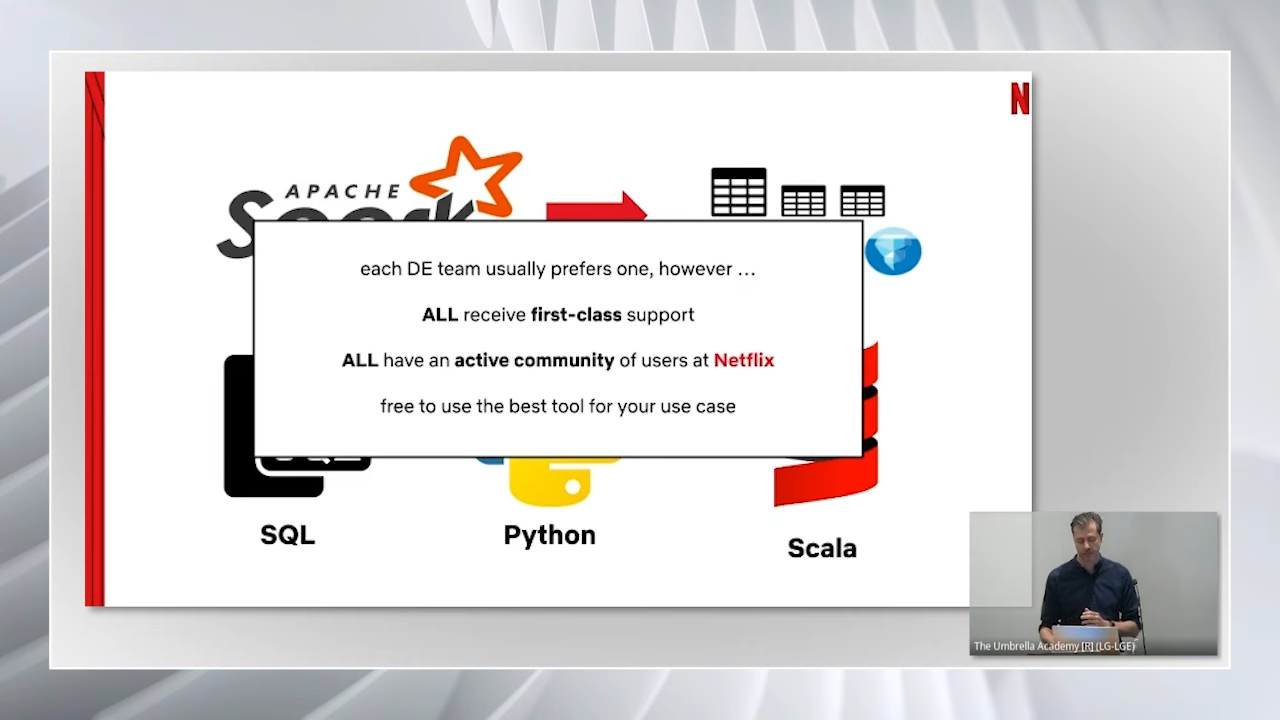 N
APACHE
each DE team usually prefers one, however …
ALL receive first-class support
ALL have an active community of users at Netflix
free to use the best tool for your use case
SQL
Python
Scala
The Umbrella Academy [R] (LG-LGE)